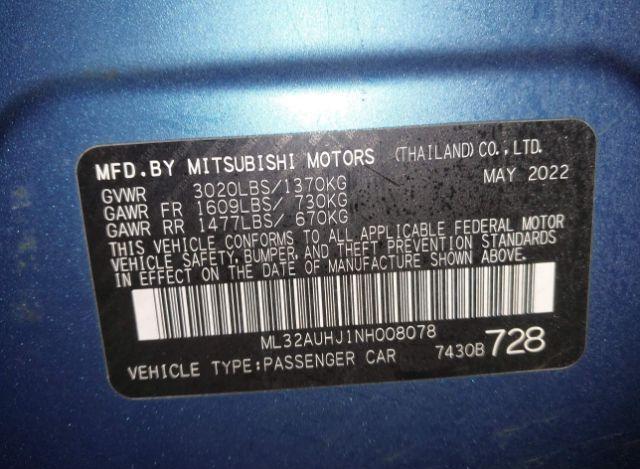 MFD.BY MITSUBISHI MOTORS (THAILAND) CO.,LTD.
GVWR 3020LBS/1370KG MAY 2022
GAWR FR 1609LBS/ 730KG
GAWR RR 1477LBS/ 670KG
THIS VEHICLE CONFORMS TO ALL APPLICABLE FEDERAL MOTOR
VEHICLE SAFETY, BUMPER, AND THEFT PREVENTION STANDARDS
IN EFFECT ON THE DATE OF MANUFACTURE SHOWN ABOVE.
ML32AUHJ1NH008078
VEHICLE TYPE:PASSENGER CAR 7430B 728